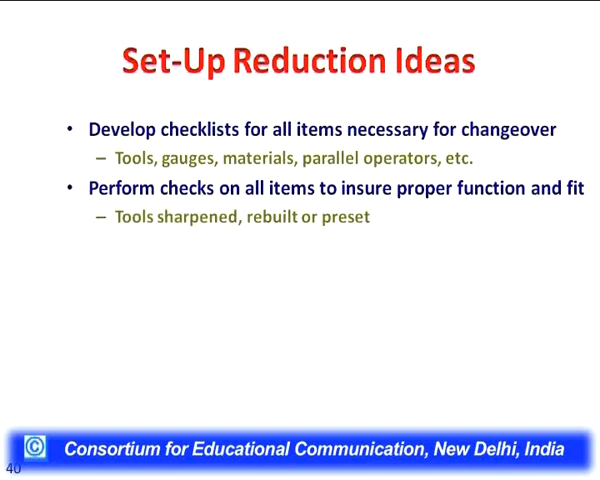 Set-Up Reduction Ideas
• Develop checklists for all items necessary for changeover
– Tools, gauges, materials, parallel operators, etc.
• Perform checks on all items to insure proper function and fit
– Tools sharpened, rebuilt or preset
© Consortium for Educational Communication, New Delhi, India
40